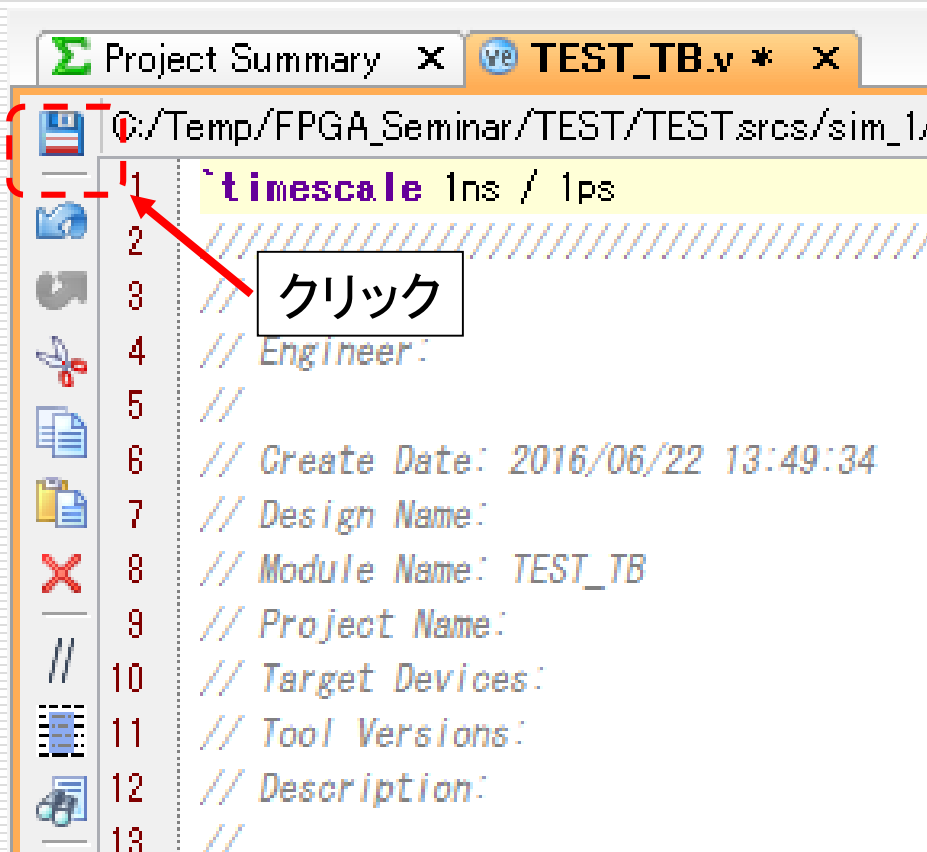 Project Summary × TEST_TB.v * ×
C:/Temp/FPGA_Seminar/TEST/TEST.srcs/sim_1/
1 `timescale 1ns / 1ps
2 ////////////////////////////////////////
クリック
3 //
4 // Engineer:
5 //
6 // Create Date: 2016/06/22 13:49:34
7 // Design Name:
8 // Module Name: TEST_TB
9 // Project Name:
10 // Target Devices:
11 // Tool Versions:
12 // Description:
13 //